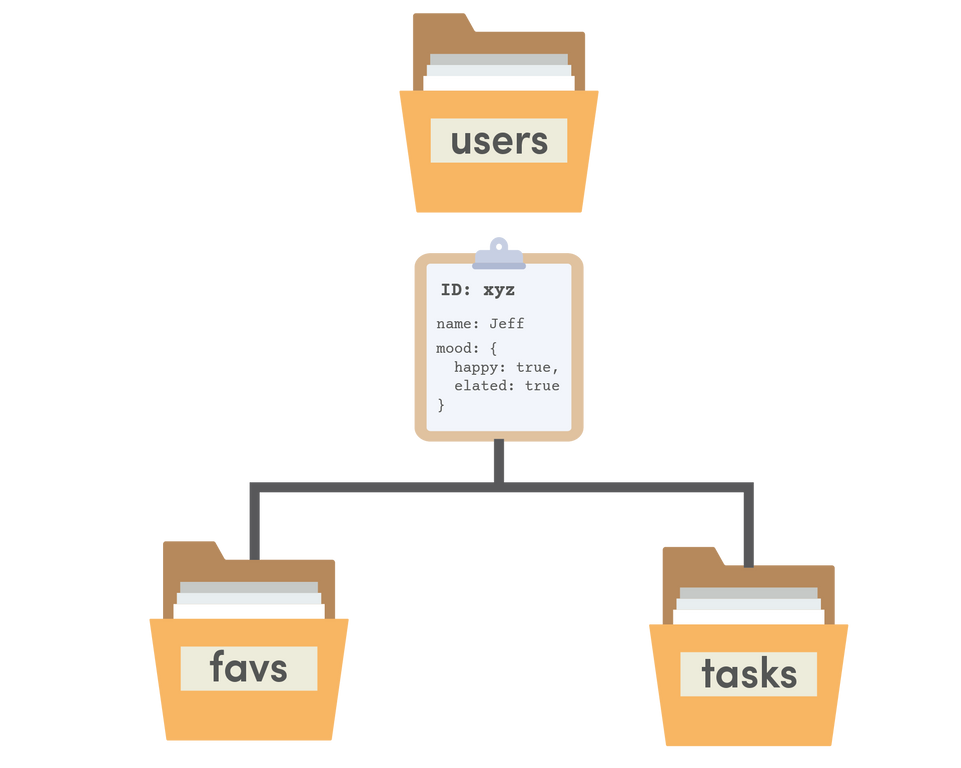 users
ID: xyz
name: Jeff
mood: {
  happy: true,
  elated: true
}
favs
tasks